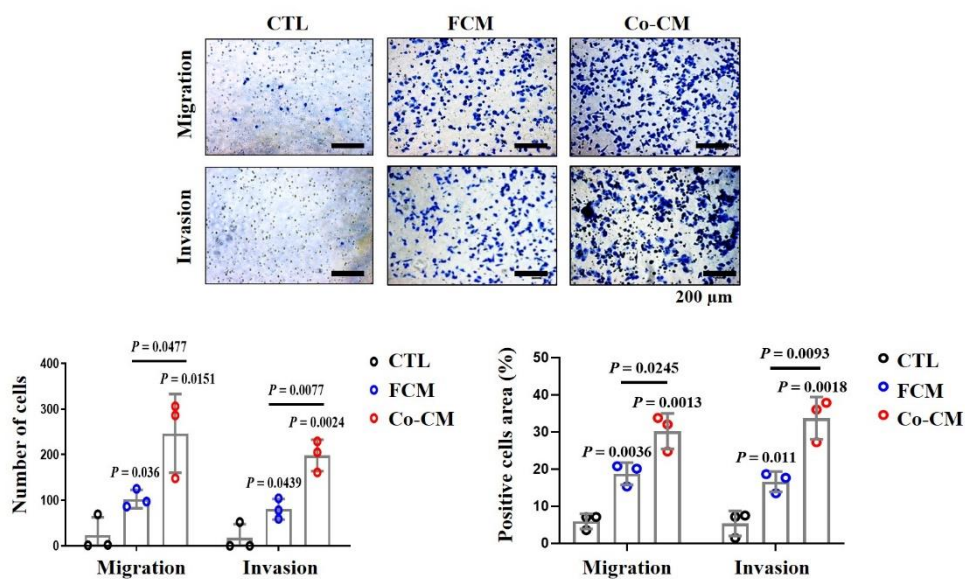 CTL FCM Co-CM
Migration
Invasion
200 µm
P = 0.0477
P = 0.0151
P = 0.036
P = 0.0077
P = 0.0024
P = 0.0439
Number of cells
400
300
200
100
0
Migration Invasion
CTL
FCM
Co-CM
P = 0.0245
P = 0.0013
P = 0.0036
P = 0.0093
P = 0.0018
P = 0.011
Positive cells area (%)
50
40
30
20
10
0
Migration Invasion
CTL
FCM
Co-CM